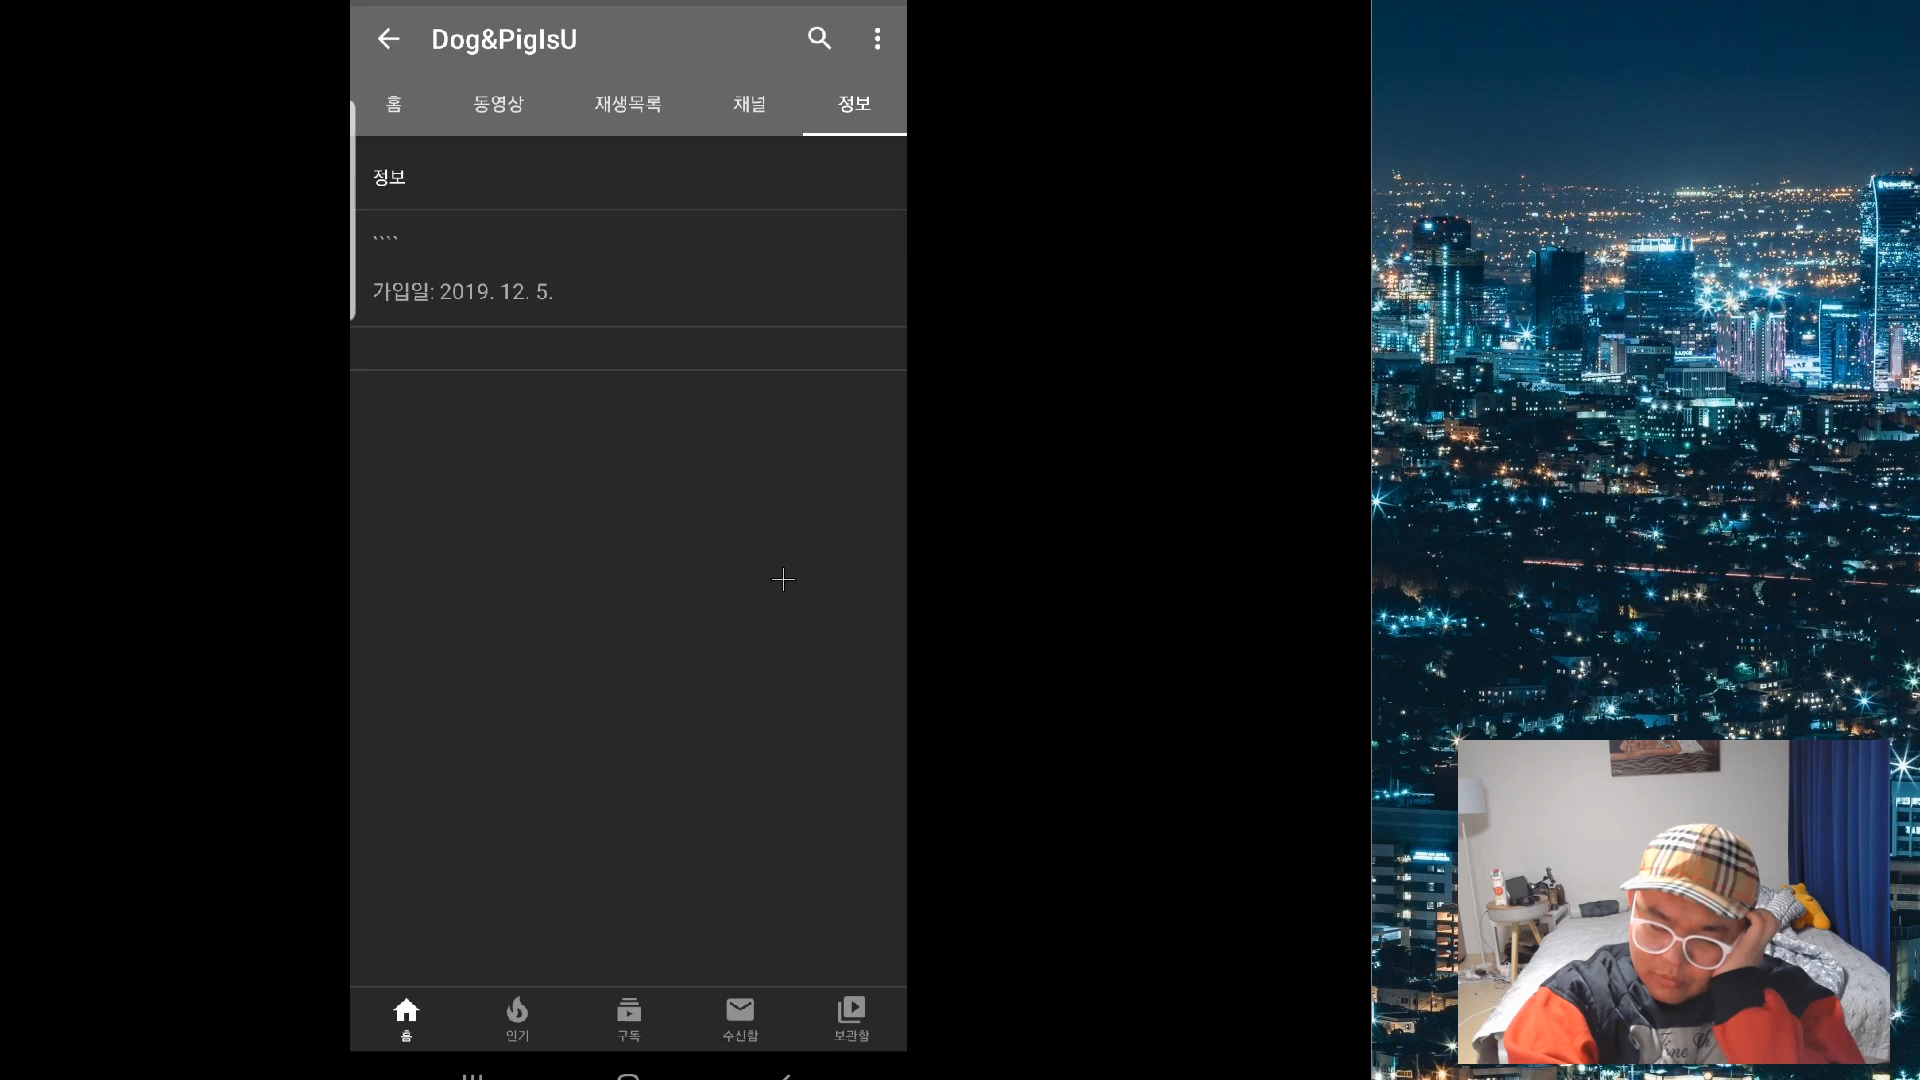 Dog&PigIsU
홈 동영상 재생목록 채널 정보
정보
````
가입일: 2019. 12. 5.
홈 인기 구독 수신함 보관함